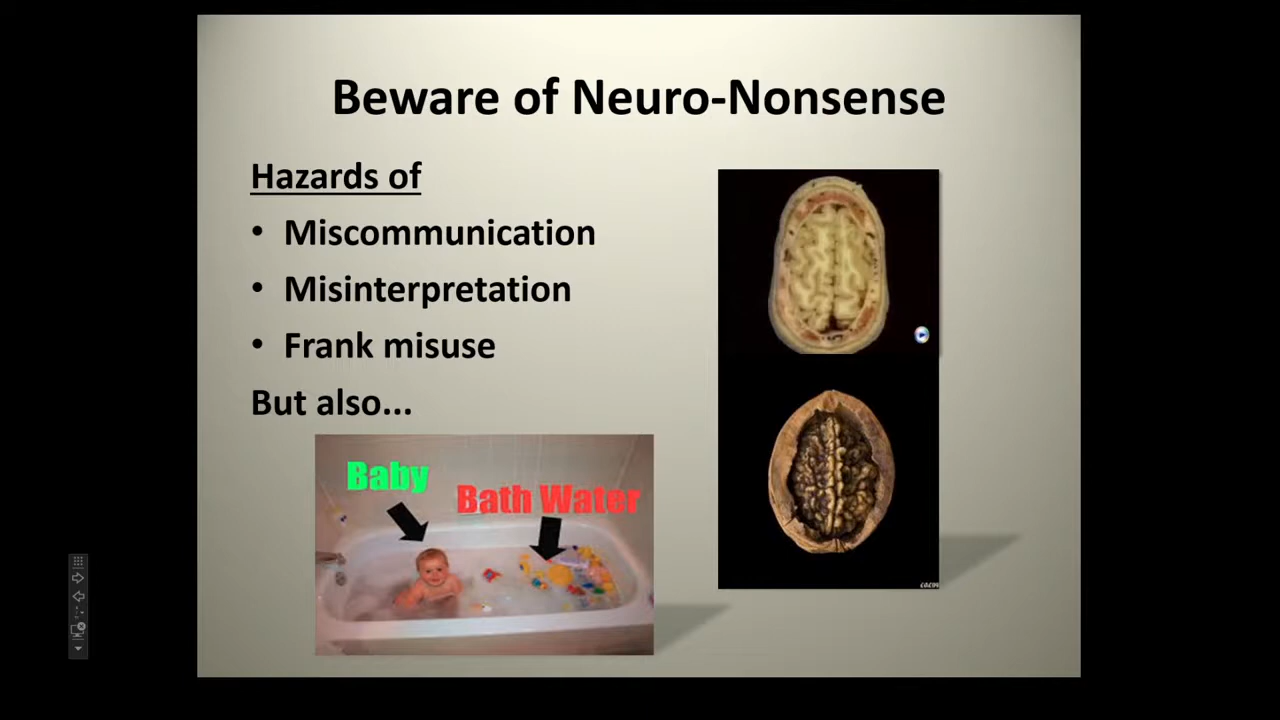 Beware of Neuro-Nonsense
Hazards of
• Miscommunication
• Misinterpretation
• Frank misuse
But also...
Baby
Bath Water